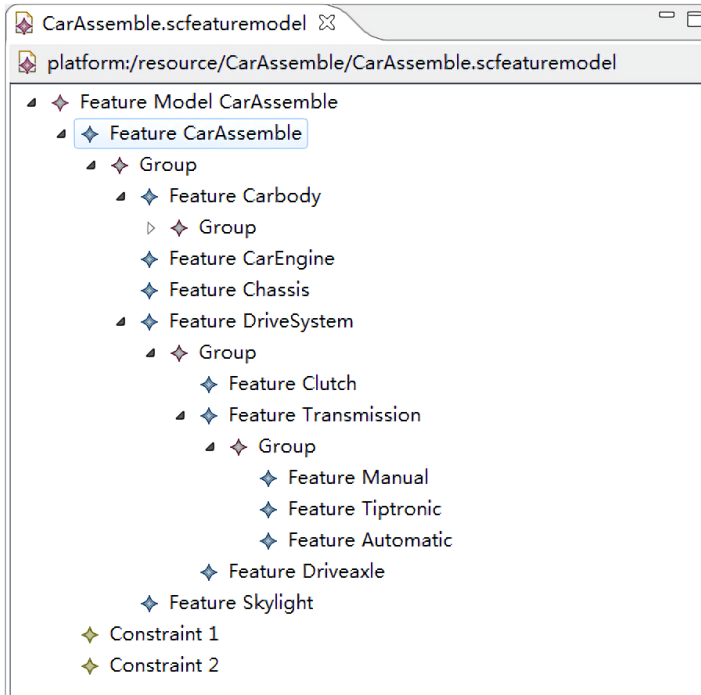 CarAssemble.scfeaturemodel
platform:/resource/CarAssemble/CarAssemble.scfeaturemodel
Feature Model CarAssemble
Feature CarAssemble
Group
Feature Carbody
Group
Feature CarEngine
Feature Chassis
Feature DriveSystem
Group
Feature Clutch
Feature Transmission
Group
Feature Manual
Feature Tiptronic
Feature Automatic
Feature Driveaxle
Feature Skylight
Constraint 1
Constraint 2